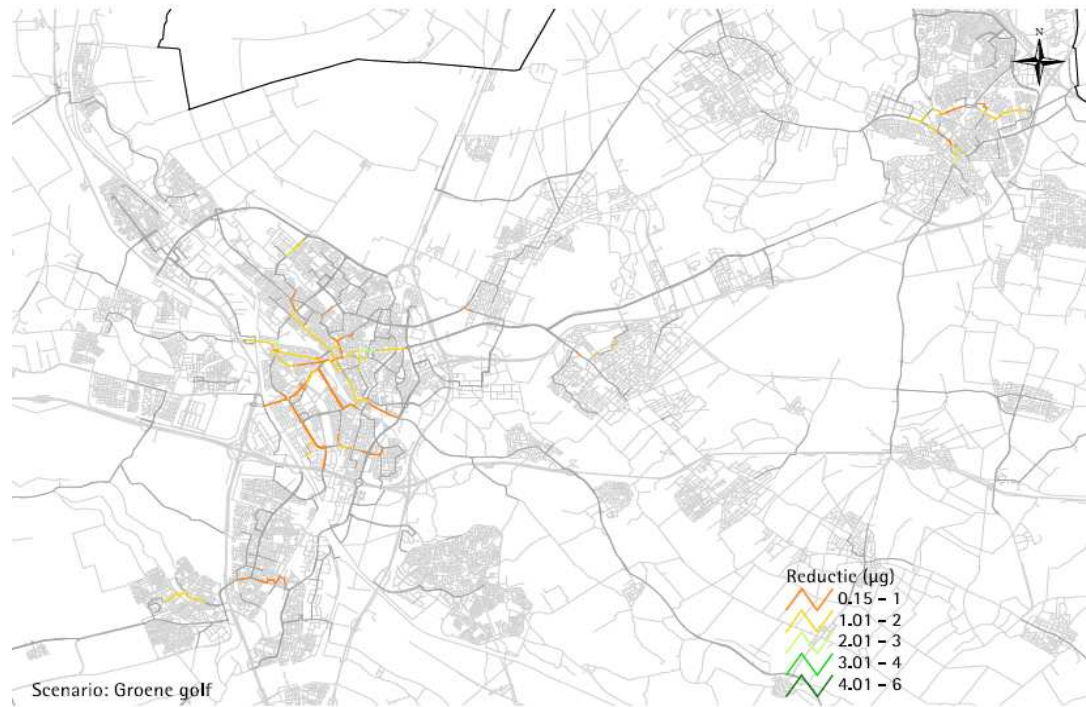 N
Reductie (µg)
0.15 - 1
1.01 - 2
2.01 - 3
3.01 - 4
4.01 - 6
Scenario: Groene golf